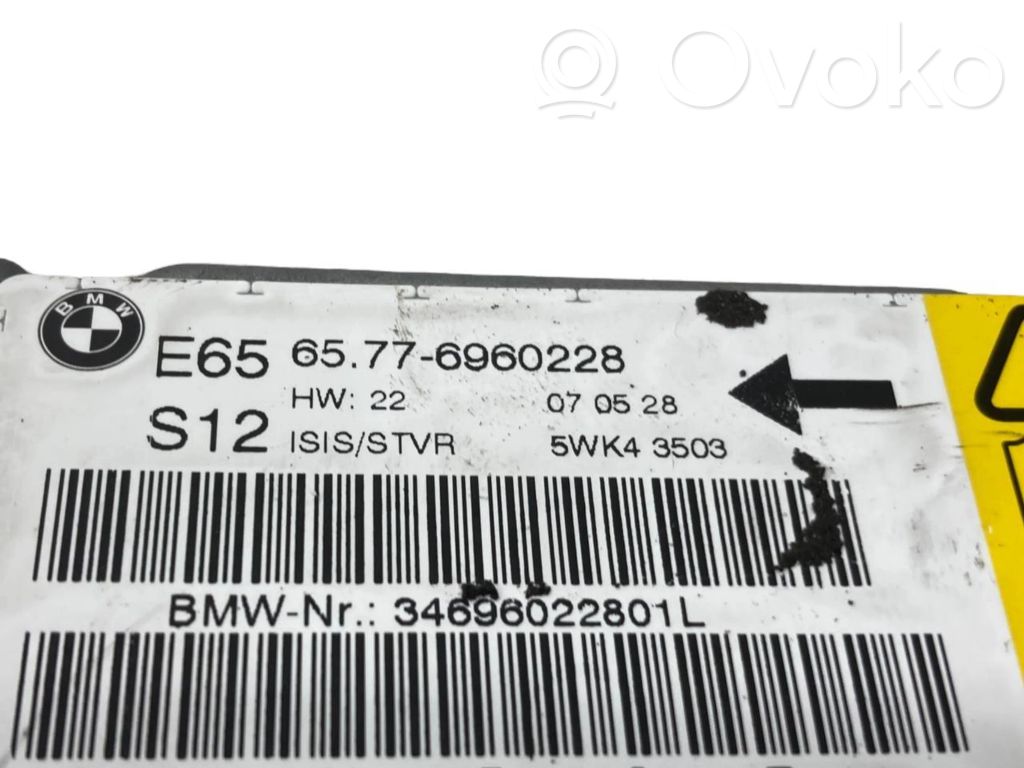 Ovoko
BMW
E65 65.77-6960228
HW: 22 07 05 28
S12 ISIS/STVR 5WK4 3503
BMW-Nr.: 34696022801L